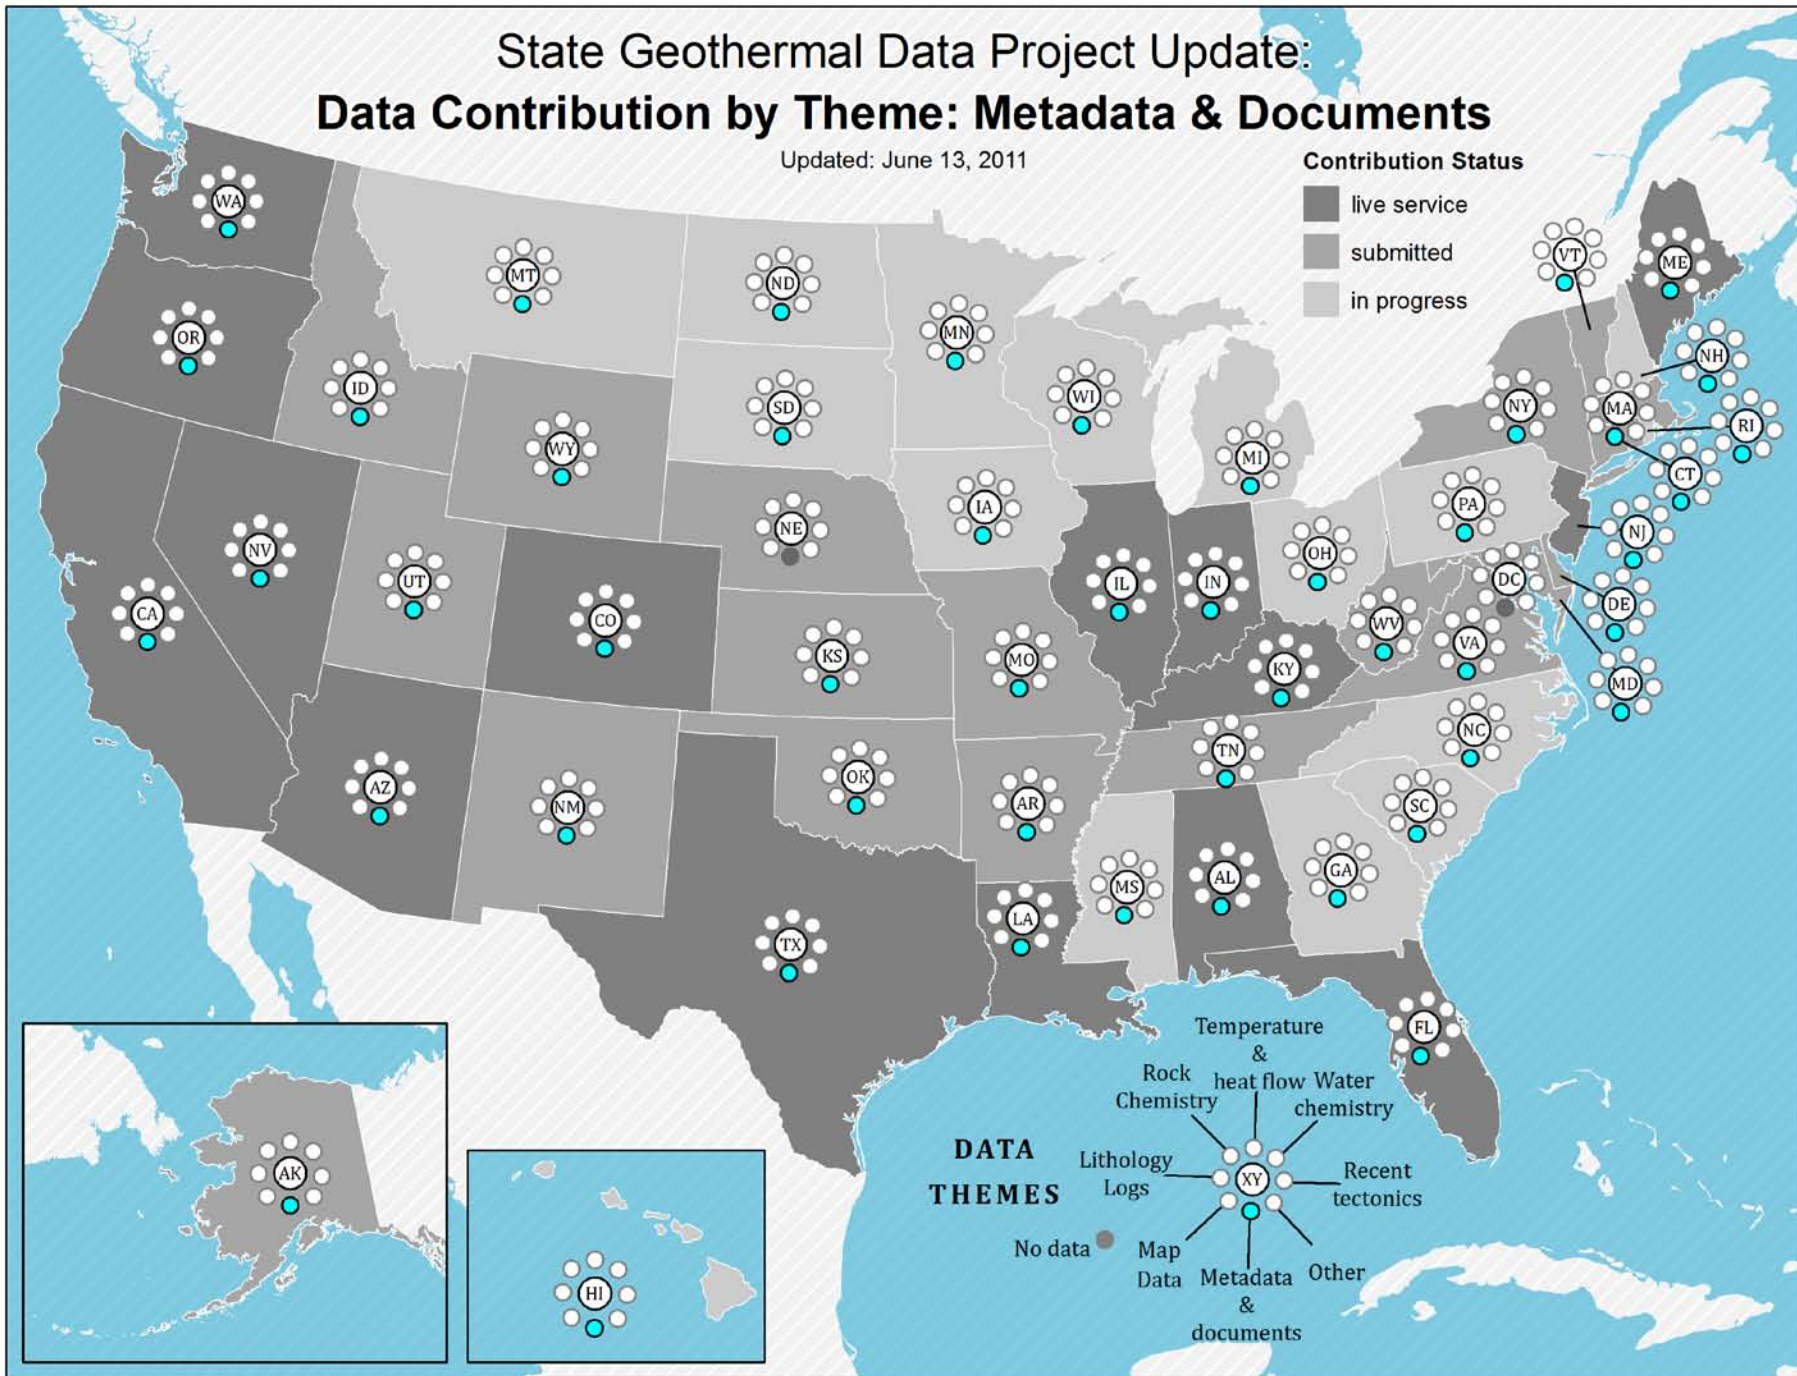 State Geothermal Data Project Update:
Data Contribution by Theme: Metadata & Documents
Updated: June 13, 2011
Contribution Status
live service
submitted
in progress
WA
MT
ND
MN
VT
ME
OR
ID
WY
SD
WI
MI
NY
MA
NH
RI
CT
NV
UT
CO
NE
IA
IL
IN
OH
PA
NJ
DC
DE
CA
KS
MO
KY
WV
VA
MD
AZ
NM
OK
AR
TN
NC
SC
TX
LA
MS
AL
GA
FL
AK
HI
DATA
THEMES
Temperature
&
heat flow
Rock
Chemistry
Water
chemistry
Lithology
Logs
XY
Recent
tectonics
No data
Map
Data
Metadata
&
documents
Other